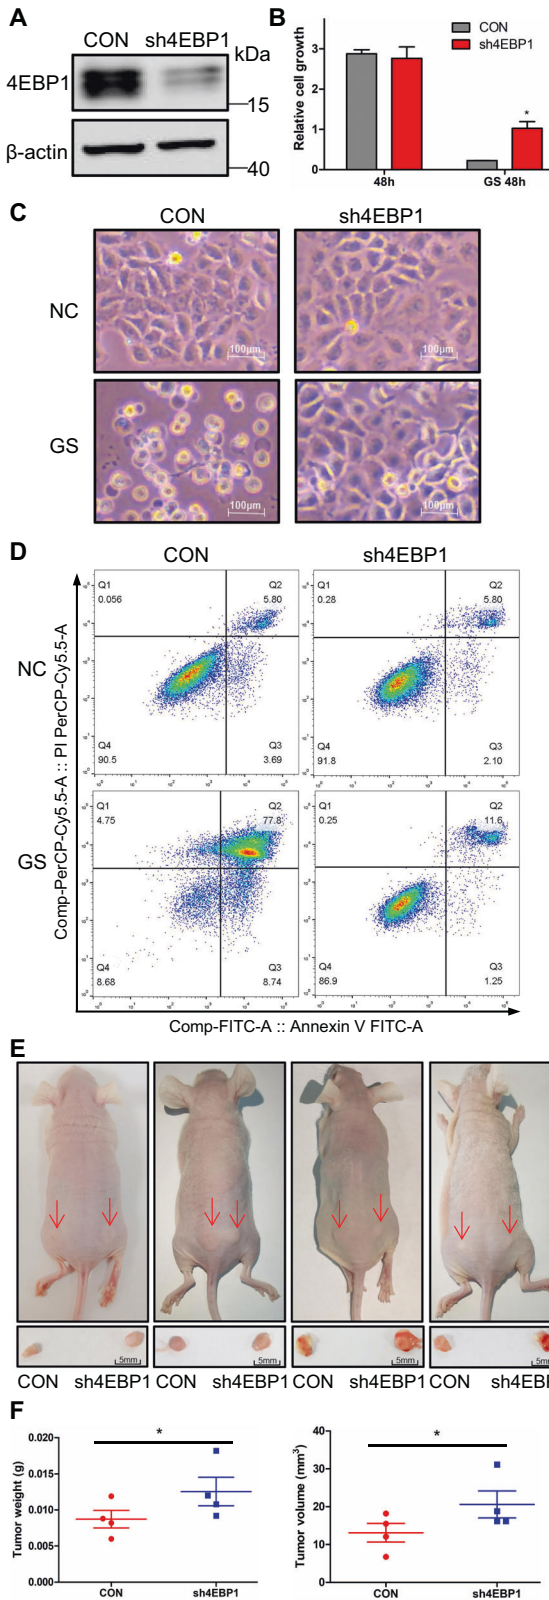 A
CON sh4EBP1
kDa
4EBP1
15
β-actin
40
B
CON
sh4EBP1
Relative cell growth
3
2
1
0
*
48h GS 48h
C
CON sh4EBP1
NC
100μm 100μm
GS
100μm 100μm
D
CON sh4EBP1
NC
Q1
0.056
Q2
5.80
Q4
90.5
Q3
3.69
Q1
0.28
Q2
5.80
Q4
91.8
Q3
2.10
GS
Q1
4.75
Q2
77.8
Q4
8.68
Q3
8.74
Q1
0.25
Q2
11.6
Q4
86.9
Q3
1.25
Comp-PerCP-Cy5.5-A :: PI PerCP-Cy5.5-A
Comp-FITC-A :: Annexin V FITC-A
E
5mm 5mm 5mm 5mm
CON sh4EBP1 CON sh4EBP1 CON sh4EBP1 CON sh4EB
F
Tumor weight (g)
0.020
0.015
0.010
0.005
0.000
*
CON sh4EBP1
Tumor volume (mm3)
40
30
20
10
0
*
CON sh4EBP1